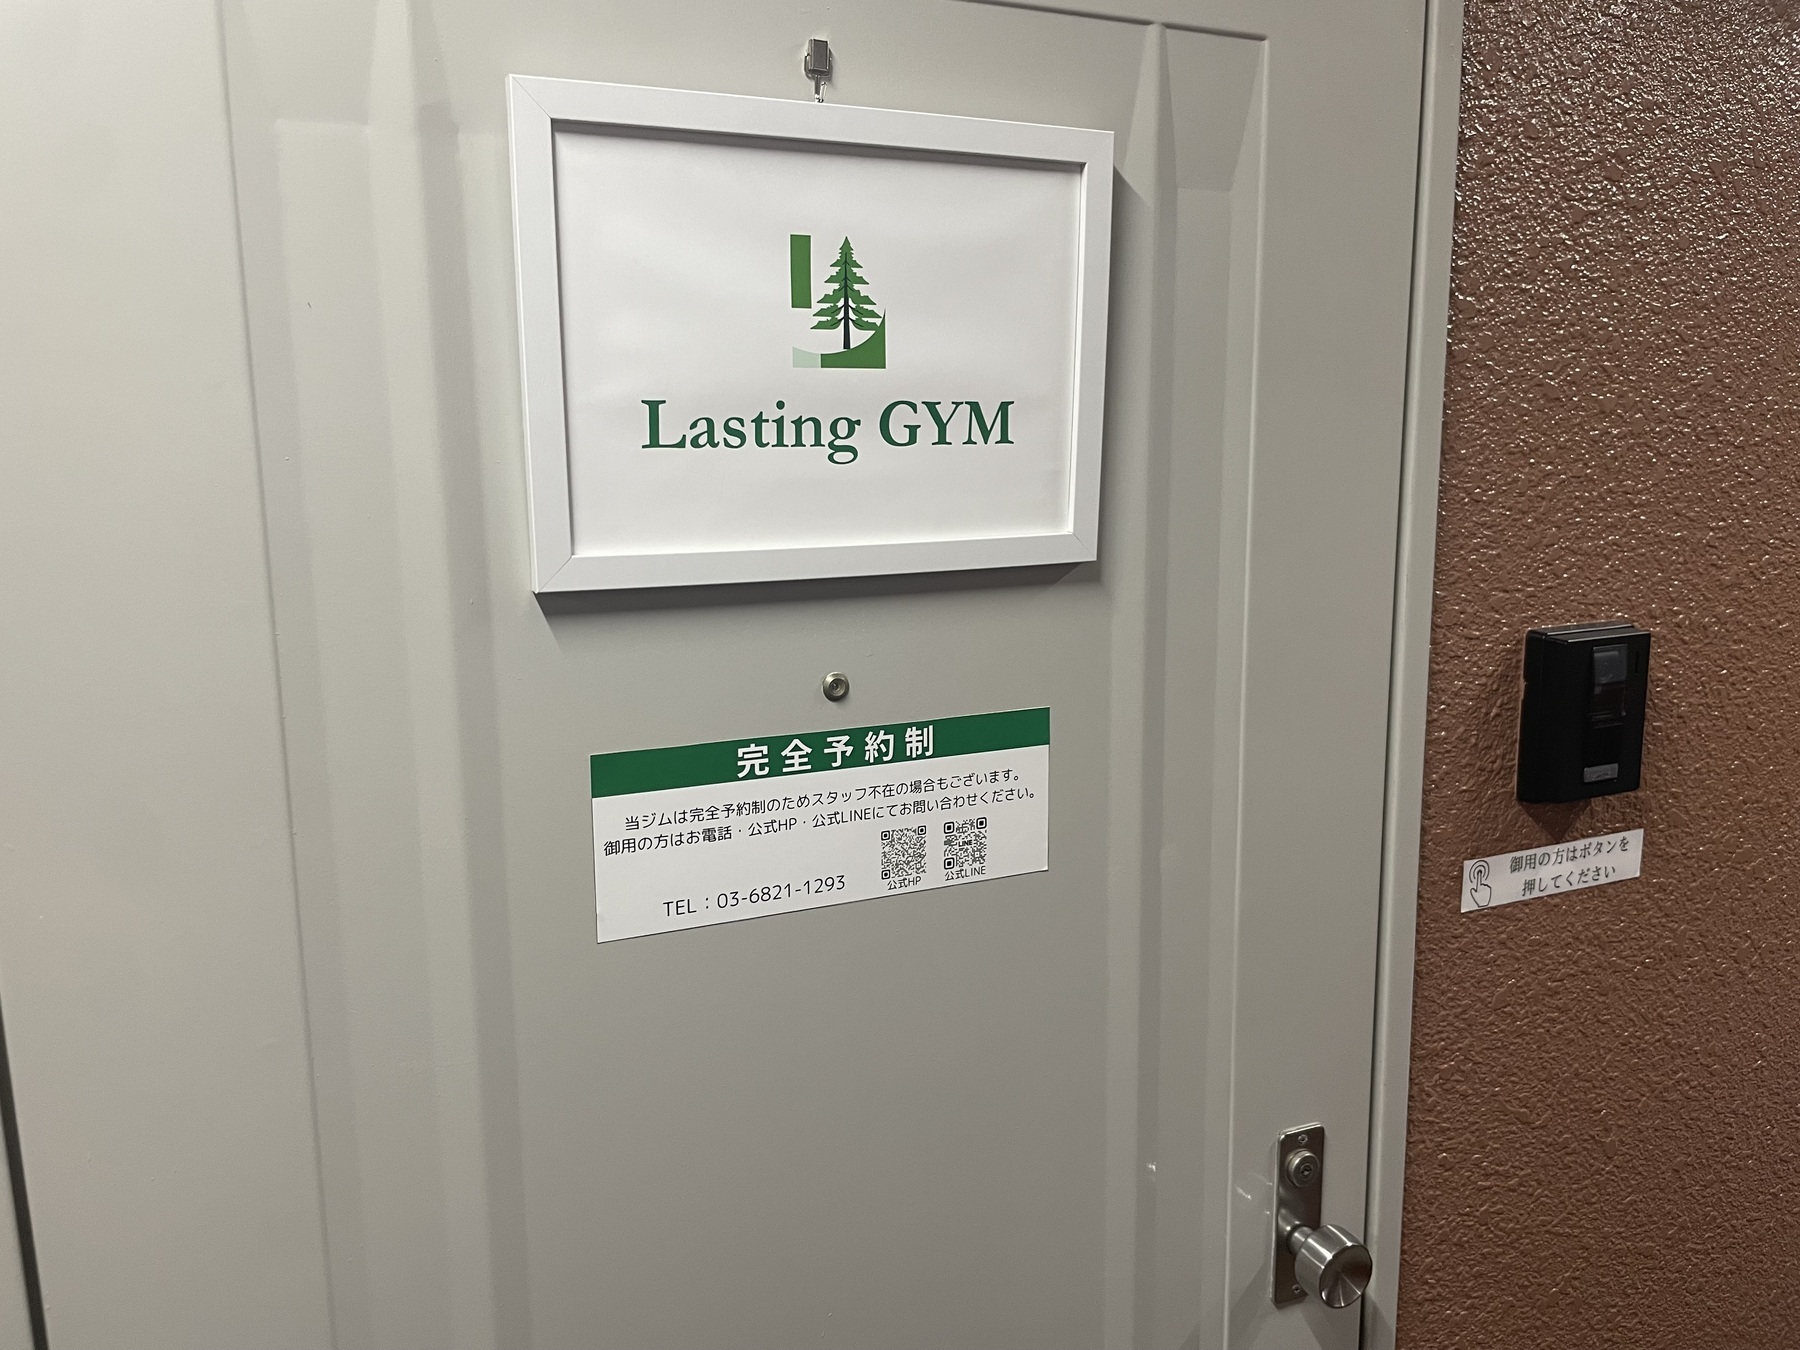 Lasting GYM
完全予約制
当ジムは完全予約制のためスタッフ不在の場合もございます。
御用の方はお電話・公式HP・公式LINEにてお問い合わせください。
LINE
公式HP
公式LINE
TEL：03-6821-1293
御用の方はボタンを
押してください